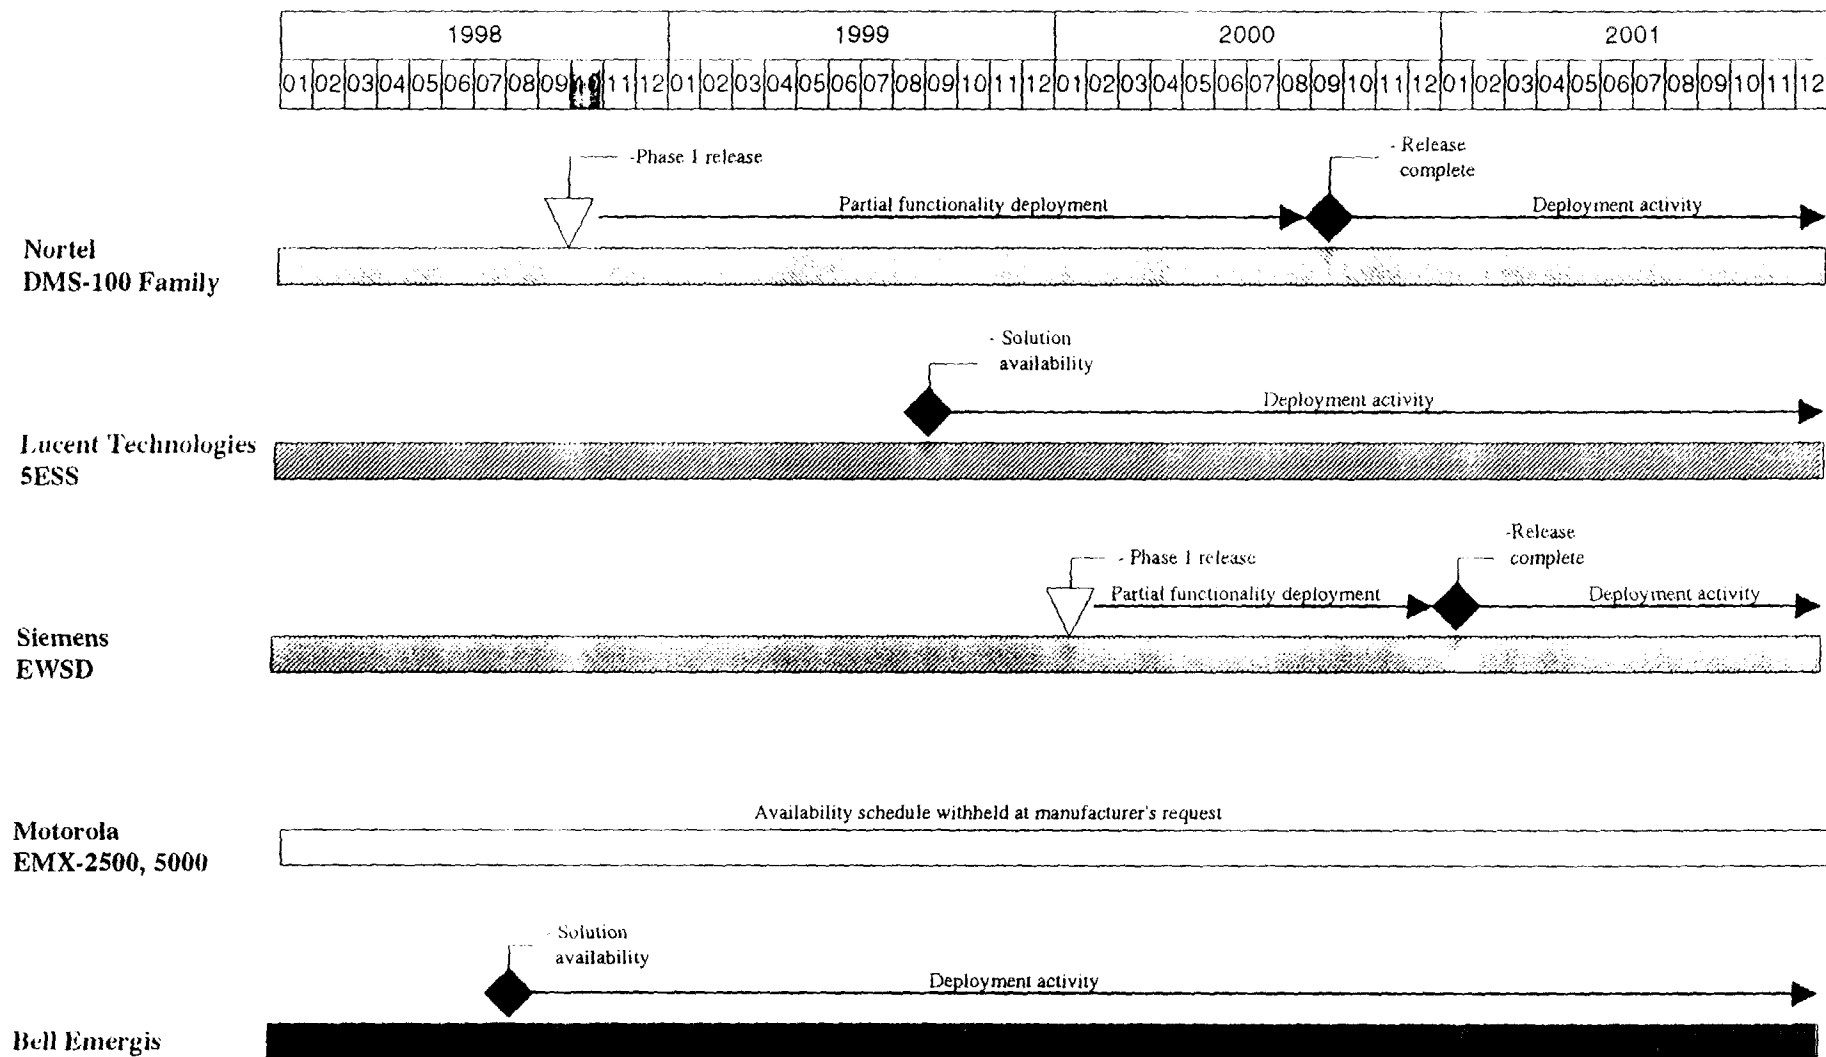 1998 1999 2000 2001
01 02 03 04 05 06 07 08 09 10 11 12 01 02 03 04 05 06 07 08 09 10 11 12 01 02 03 04 05 06 07 08 09 10 11 12 01 02 03 04 05 06 07 08 09 10 11 12
-Phase 1 release
- Release
complete
Partial functionality deployment
Deployment activity
Nortel
DMS-100 Family
- Solution
availability
Deployment activity
Lucent Technologies
5ESS
- Phase 1 release
-Release
complete
Partial functionality deployment
Deployment activity
Siemens
EWSD
Availability schedule withheld at manufacturer's request
Motorola
EMX-2500, 5000
- Solution
availability
Deployment activity
Bell Emergis